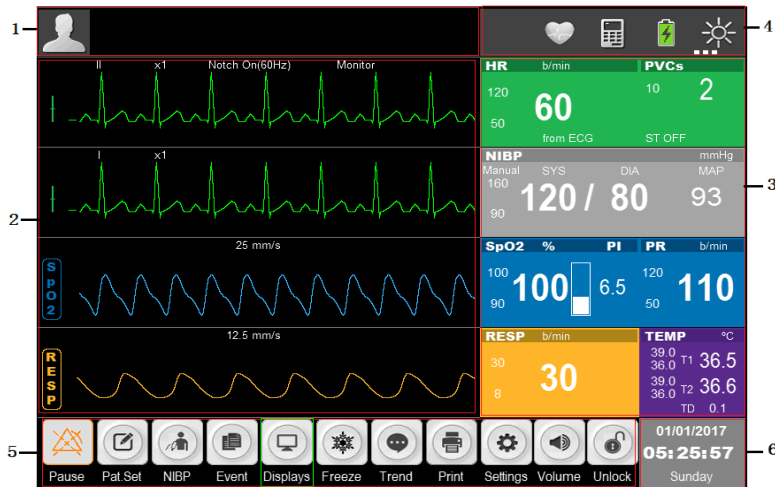 1
4
II x1 Notch On(60Hz) Monitor
HR b/min PVCs
120 60 10 2
50
from ECG ST OFF
I x1
NIBP mmHg
Manual SYS DIA MAP
160 120 / 80 93
90
3
2
25 mm/s
SpO2
SpO2 % PI PR b/min
100 100 6.5 120 110
90 50
12.5 mm/s
RESP
RESP b/min TEMP °C
30 30 39.0 T1 36.5
36.0
8 39.0 T2 36.6
36.0
TD 0.1
5
Pause Pat.Set NIBP Event Displays Freeze Trend Print Settings Volume Unlock
01/01/2017
05:25:57
Sunday
6